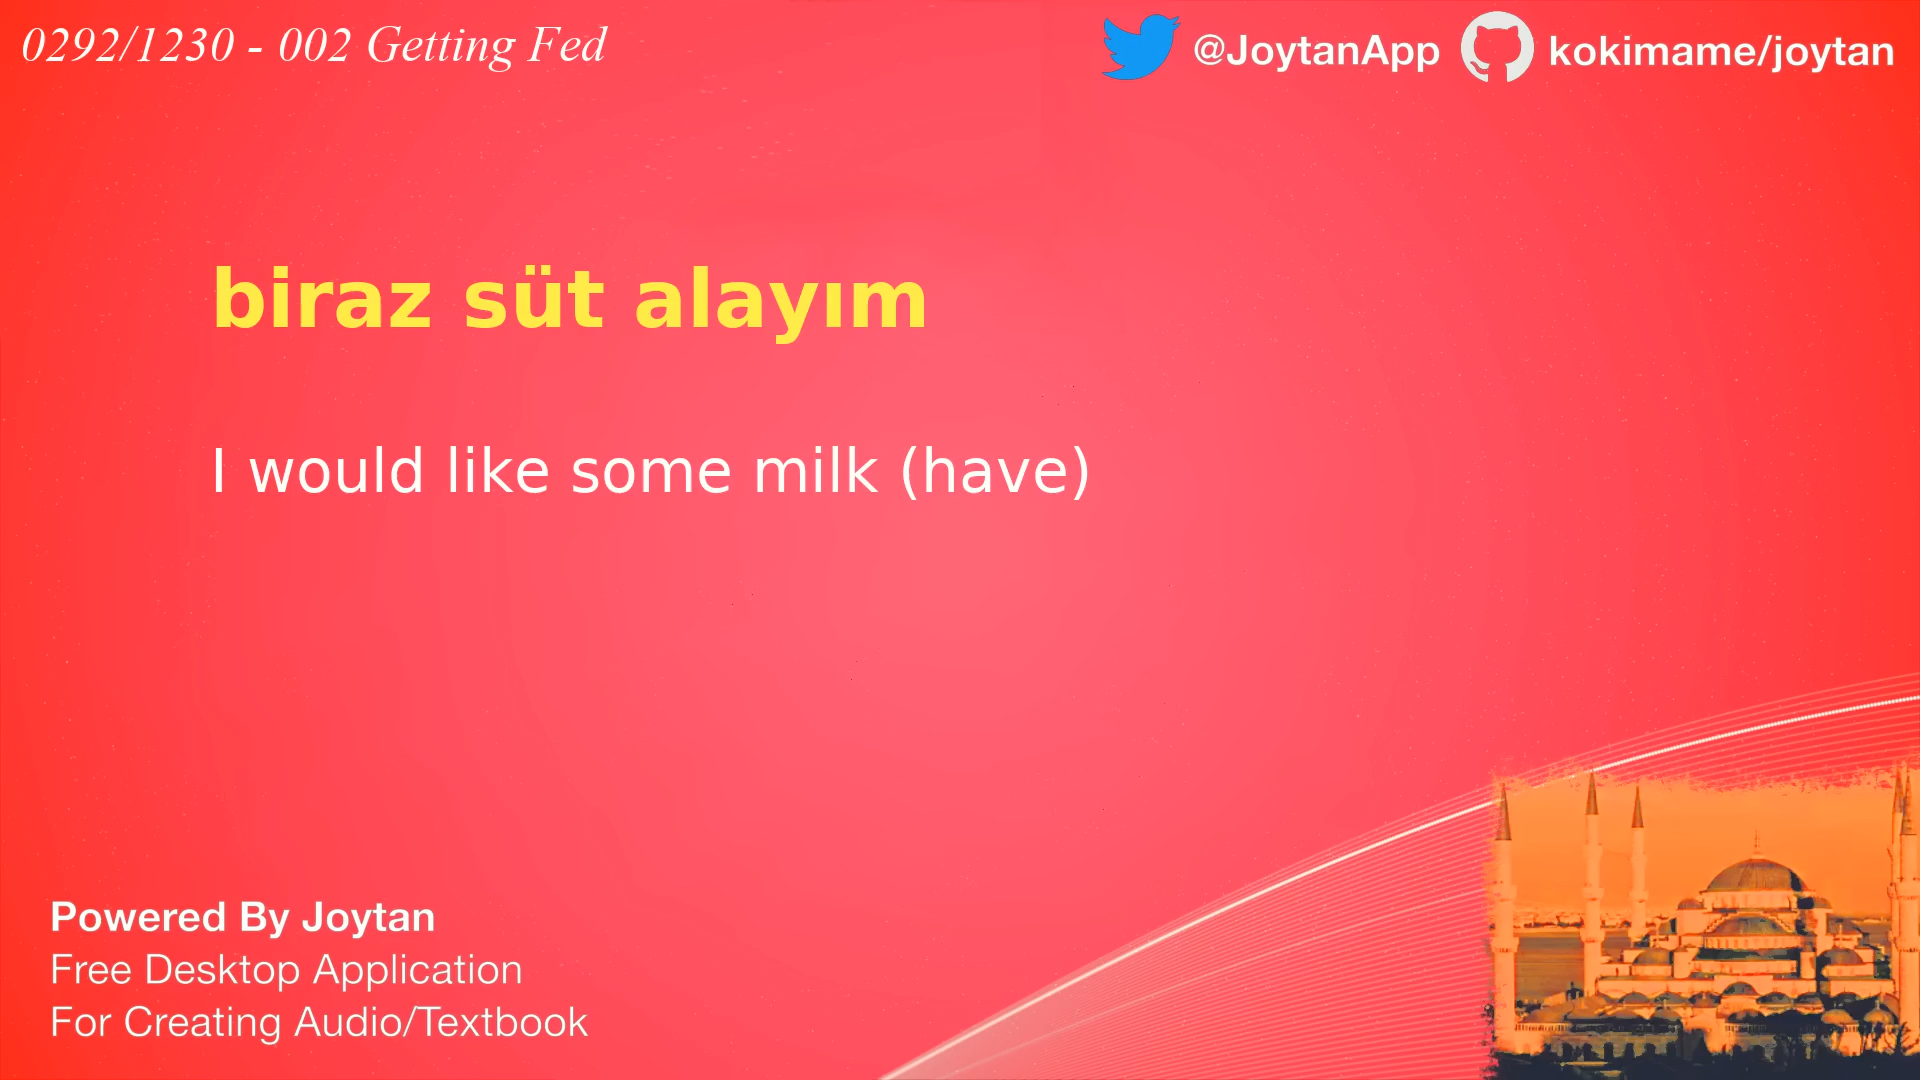 0292/1230 - 002 Getting Fed
@JoytanApp
kokimame/joytan
biraz süt alayım
I would like some milk (have)
Powered By Joytan
Free Desktop Application
For Creating Audio/Textbook